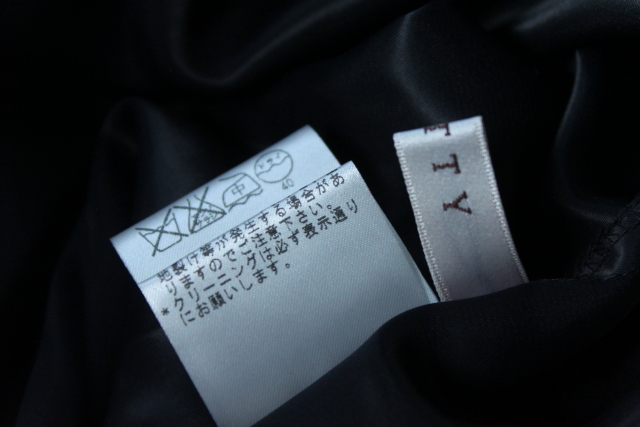 40
地裂け等が発生する場合があ
りますのでご注意下さい。
*クリーニングは必ず表示通り
にお願いします。
TTY